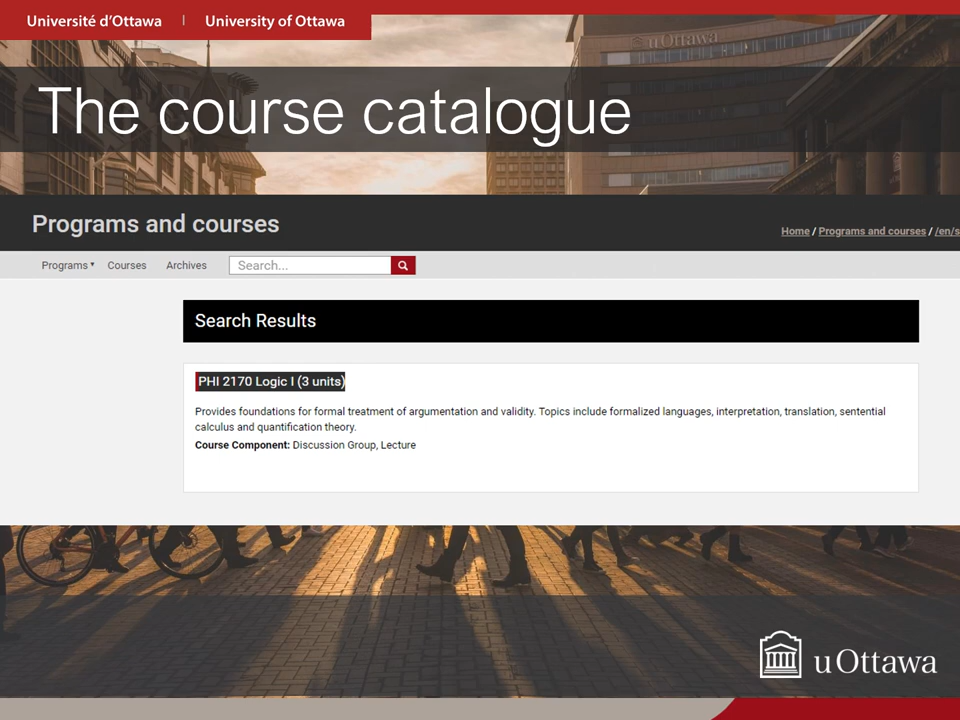 Université d'Ottawa | University of Ottawa
uOttawa
The course catalogue
Programs and courses
Home / Programs and courses / /en/s
Programs ▾ Courses Archives Search...
Search Results
PHI 2170 Logic I (3 units)
Provides foundations for formal treatment of argumentation and validity. Topics include formalized languages, interpretation, translation, sentential
calculus and quantification theory.
Course Component: Discussion Group, Lecture
uOttawa